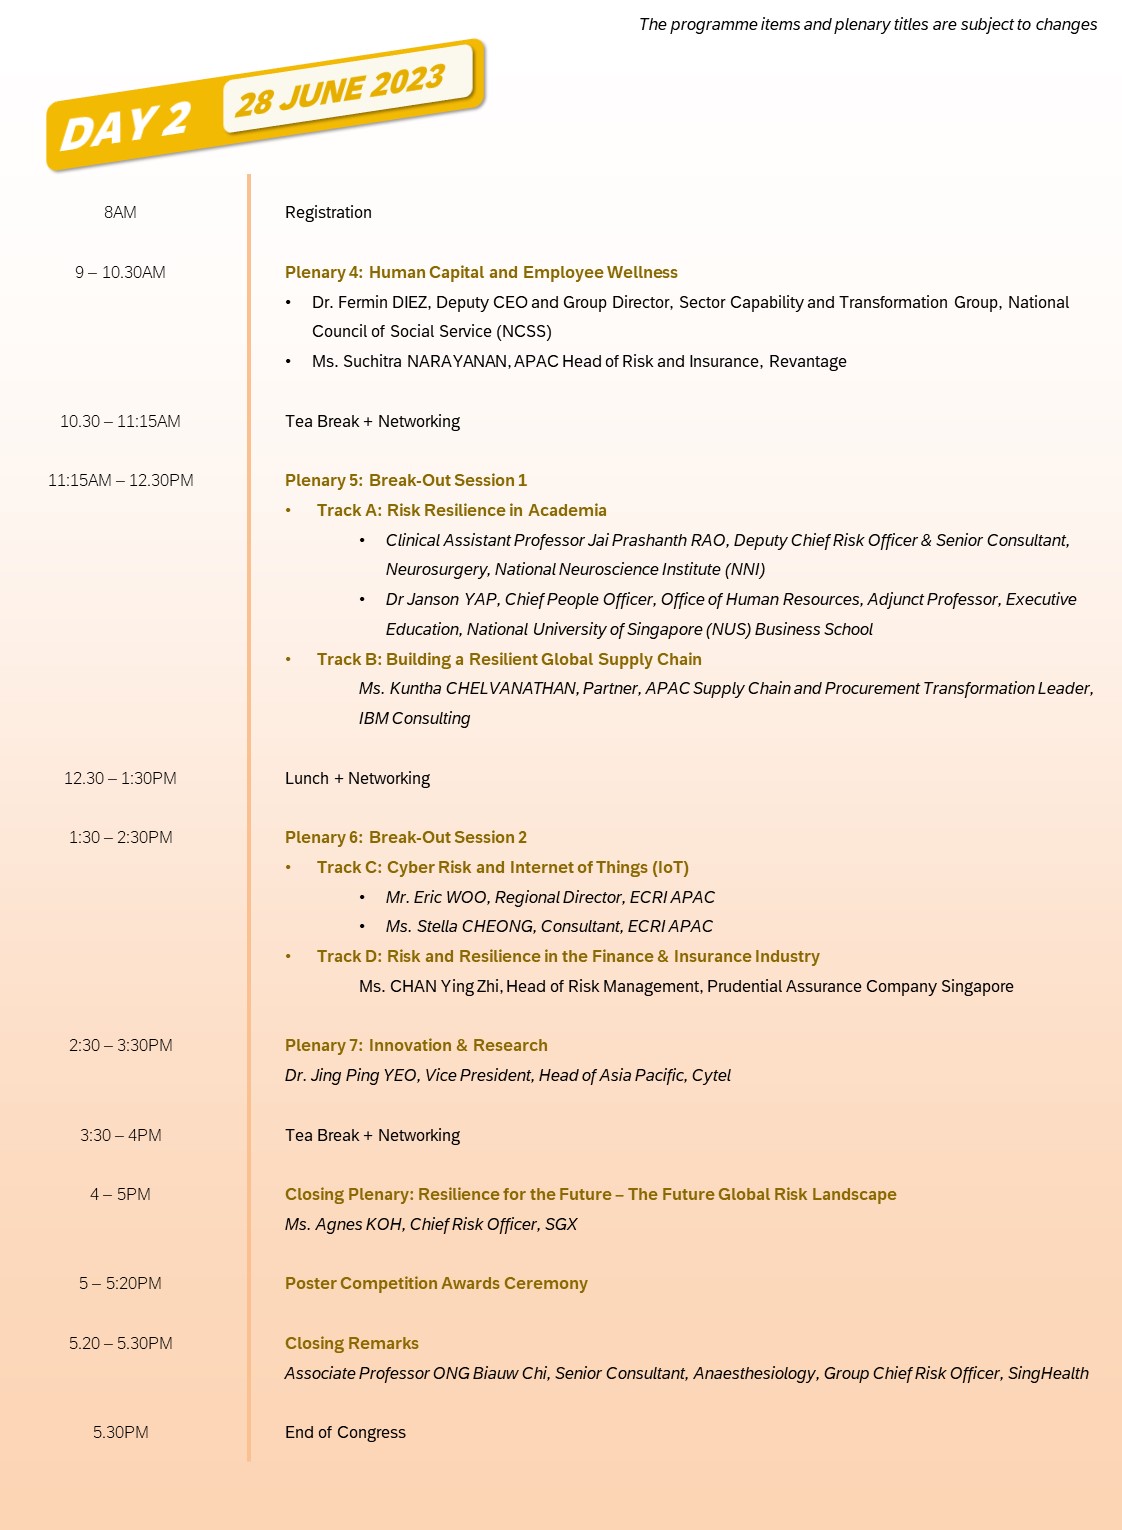 The programme items and plenary titles are subject to changes
DAY 2 28 JUNE 2023
8AM Registration
9 – 10.30AM Plenary 4: Human Capital and Employee Wellness
• Dr. Fermin DIEZ, Deputy CEO and Group Director, Sector Capability and Transformation Group, National
Council of Social Service (NCSS)
• Ms. Suchitra NARAYANAN, APAC Head of Risk and Insurance, Revantage
10.30 – 11:15AM Tea Break + Networking
11:15AM – 12.30PM Plenary 5: Break-Out Session 1
• Track A: Risk Resilience in Academia
• Clinical Assistant Professor Jai Prashanth RAO, Deputy Chief Risk Officer & Senior Consultant,
Neurosurgery, National Neuroscience Institute (NNI)
• Dr Janson YAP, Chief People Officer, Office of Human Resources, Adjunct Professor, Executive
Education, National University of Singapore (NUS) Business School
• Track B: Building a Resilient Global Supply Chain
Ms. Kuntha CHELVANATHAN, Partner, APAC Supply Chain and Procurement Transformation Leader,
IBM Consulting
12.30 – 1:30PM Lunch + Networking
1:30 – 2:30PM Plenary 6: Break-Out Session 2
• Track C: Cyber Risk and Internet of Things (IoT)
• Mr. Eric WOO, Regional Director, ECRI APAC
• Ms. Stella CHEONG, Consultant, ECRI APAC
• Track D: Risk and Resilience in the Finance & Insurance Industry
Ms. CHAN Ying Zhi, Head of Risk Management, Prudential Assurance Company Singapore
2:30 – 3:30PM Plenary 7: Innovation & Research
Dr. Jing Ping YEO, Vice President, Head of Asia Pacific, Cytel
3:30 – 4PM Tea Break + Networking
4 – 5PM Closing Plenary: Resilience for the Future – The Future Global Risk Landscape
Ms. Agnes KOH, Chief Risk Officer, SGX
5 – 5:20PM Poster Competition Awards Ceremony
5.20 – 5.30PM Closing Remarks
Associate Professor ONG Biauw Chi, Senior Consultant, Anaesthesiology, Group Chief Risk Officer, SingHealth
5.30PM End of Congress